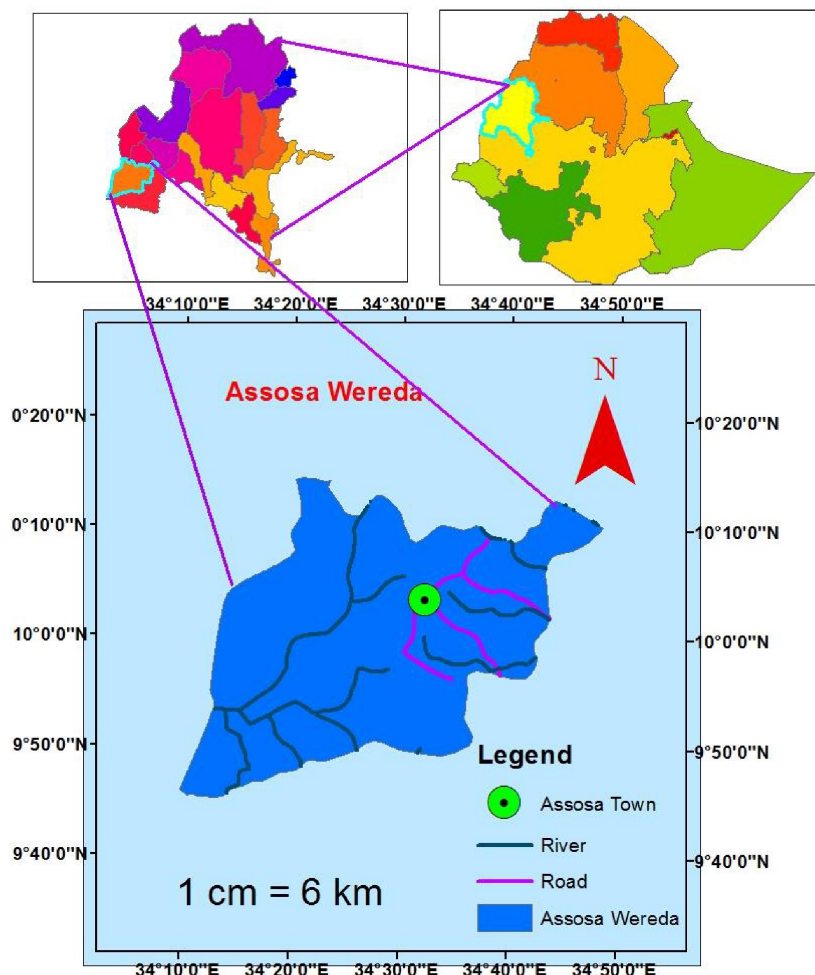 34°10'0"E 34°20'0"E 34°30'0"E 34°40'0"E 34°50'0"E
Assosa Wereda
N
0°20'0"N
10°20'0"N
0°10'0"N
10°10'0"N
10°0'0"N
10°0'0"N
9°50'0"N
9°50'0"N
9°40'0"N
9°40'0"N
Legend
Assosa Town
River
Road
Assosa Wereda
1 cm = 6 km
34°10'0"E 34°20'0"E 34°30'0"E 34°40'0"E 34°50'0"E